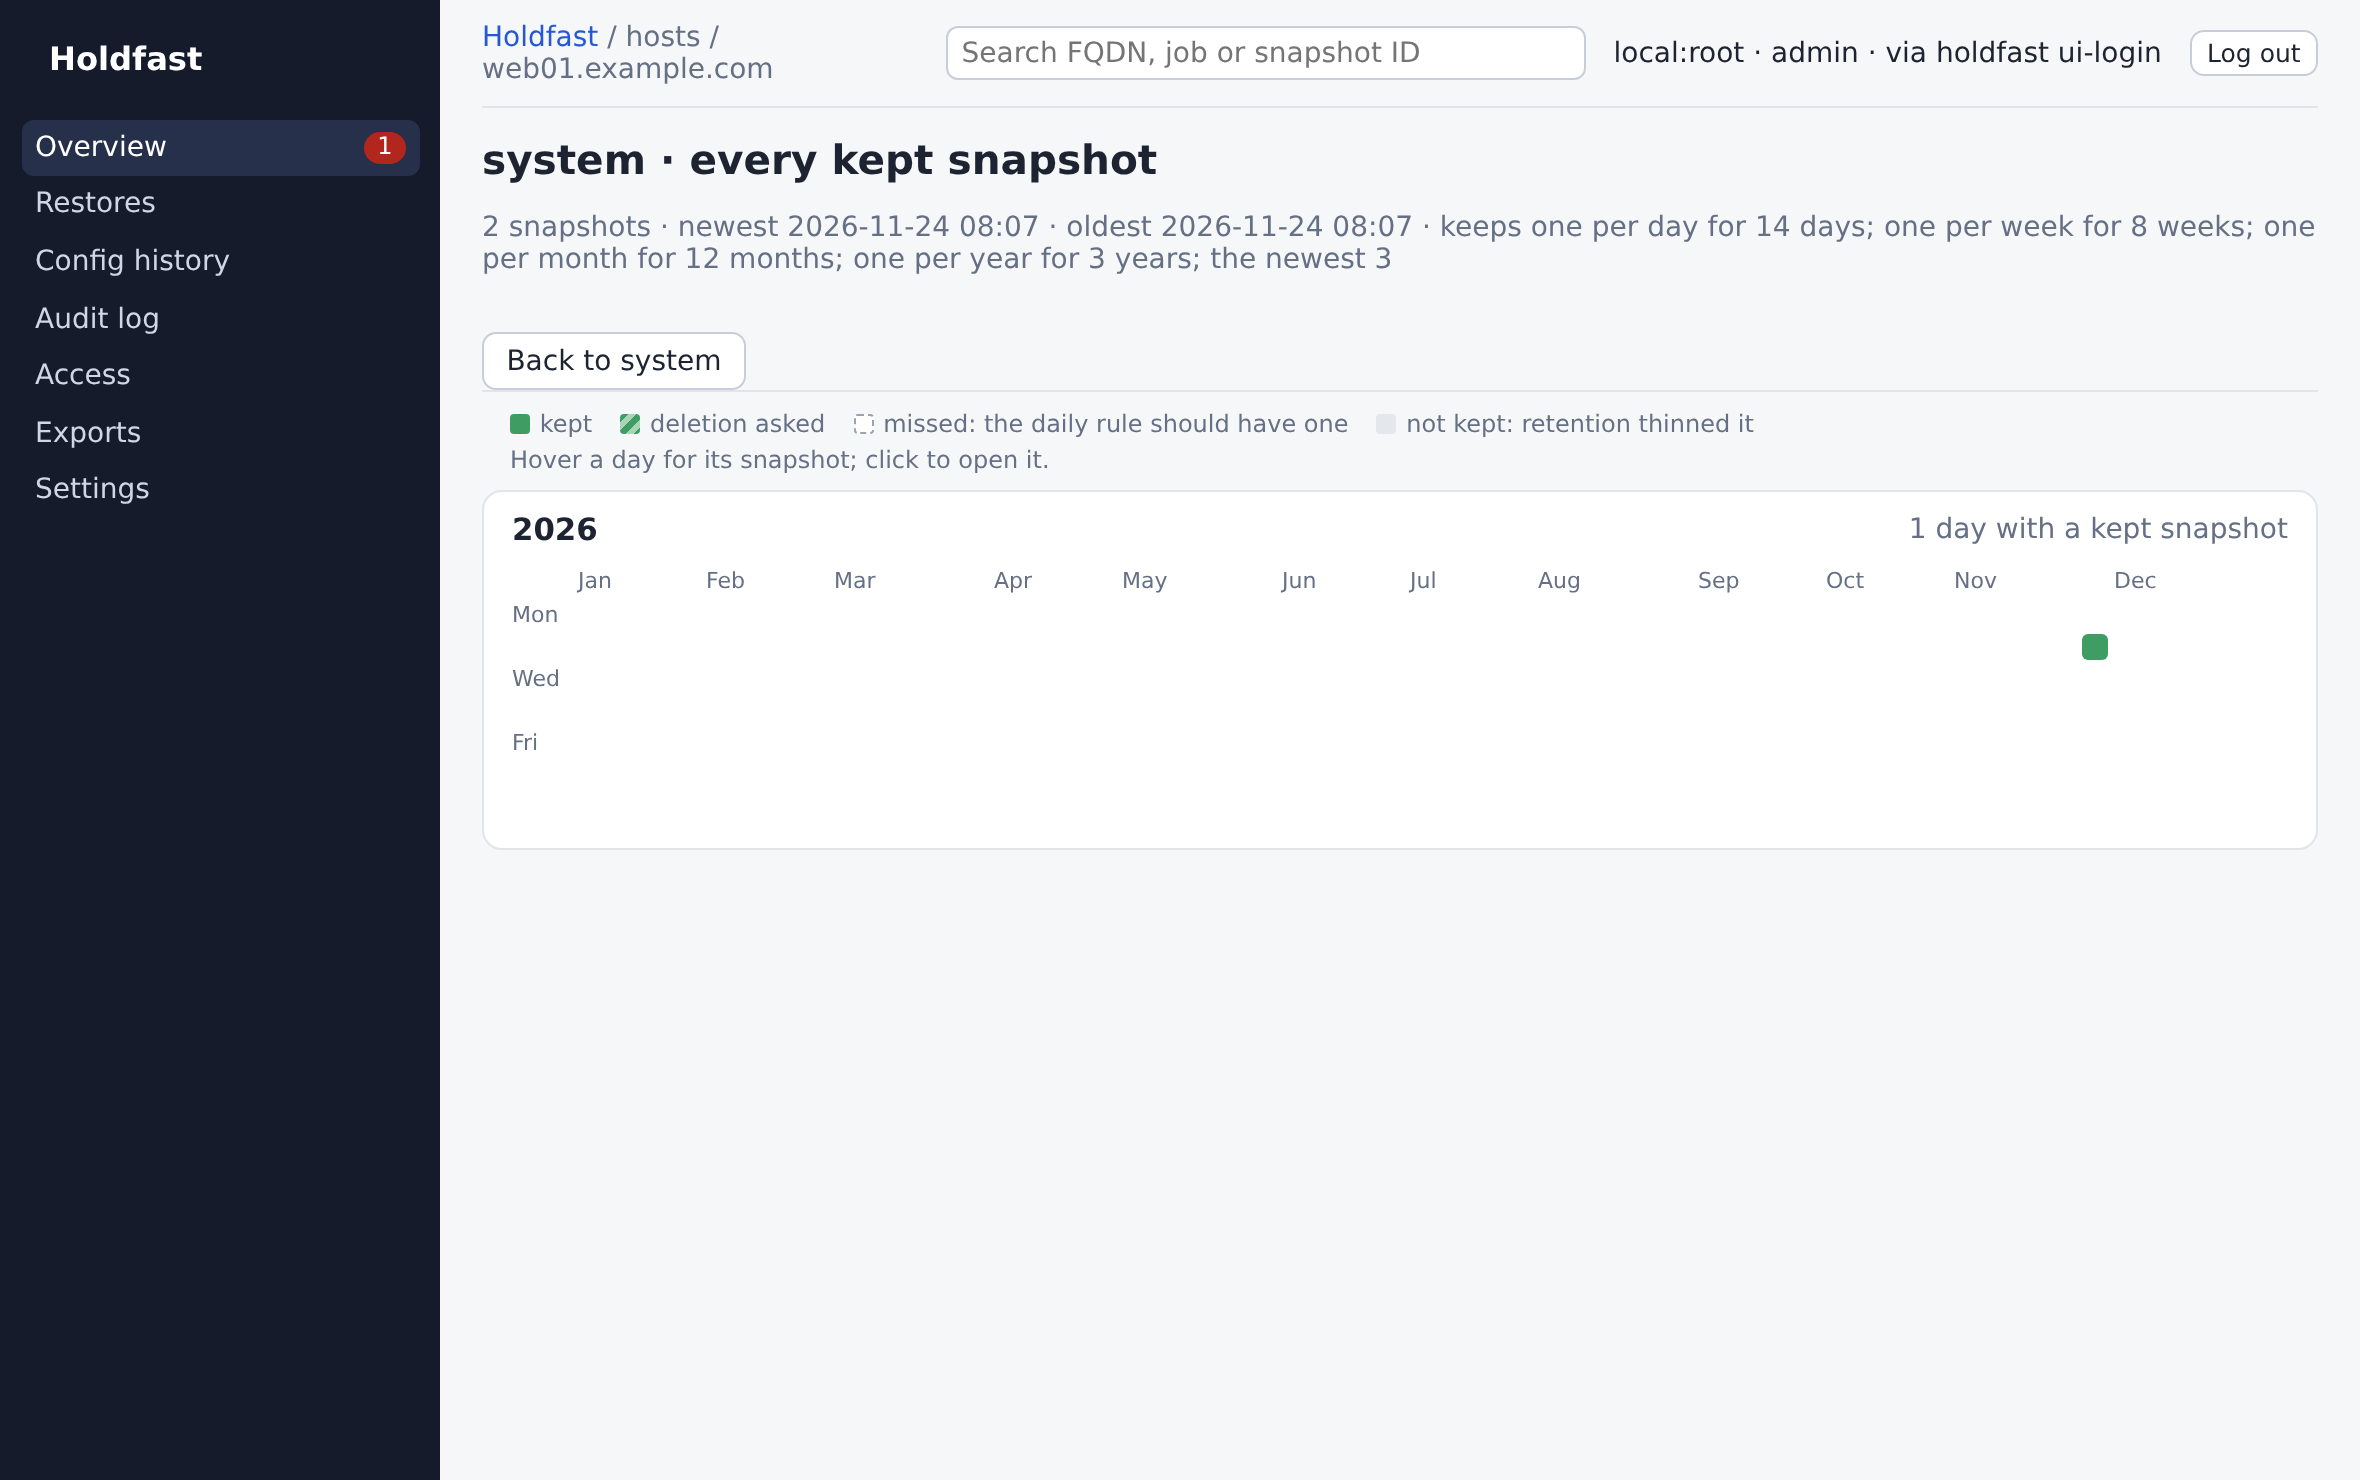 Holdfast
Overview 1
Restores
Config history
Audit log
Access
Exports
Settings
Holdfast / hosts /
web01.example.com
Search FQDN, job or snapshot ID
local:root · admin · via holdfast ui-login
Log out
system · every kept snapshot
2 snapshots · newest 2026-11-24 08:07 · oldest 2026-11-24 08:07 · keeps one per day for 14 days; one per week for 8 weeks; one
per month for 12 months; one per year for 3 years; the newest 3
Back to system
kept deletion asked missed: the daily rule should have one not kept: retention thinned it
Hover a day for its snapshot; click to open it.
2026 1 day with a kept snapshot
Jan Feb Mar Apr May Jun Jul Aug Sep Oct Nov Dec
Mon
Wed
Fri